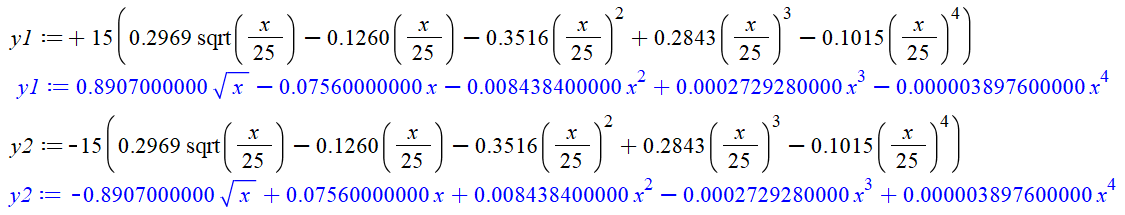 y1 := + 15(0.2969 sqrt(x/25) − 0.1260(x/25) − 0.3516(x/25)^2 + 0.2843(x/25)^3 − 0.1015(x/25)^4)
y1 := 0.8907000000 √x − 0.07560000000 x − 0.008438400000 x^2 + 0.0002729280000 x^3 − 0.000003897600000 x^4
y2 := -15(0.2969 sqrt(x/25) − 0.1260(x/25) − 0.3516(x/25)^2 + 0.2843(x/25)^3 − 0.1015(x/25)^4)
y2 := -0.8907000000 √x + 0.07560000000 x + 0.008438400000 x^2 − 0.0002729280000 x^3 + 0.000003897600000 x^4